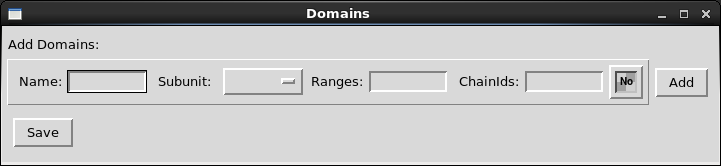 Domains
Add Domains:
Name: Subunit: Ranges: ChainIds: No Add
Save